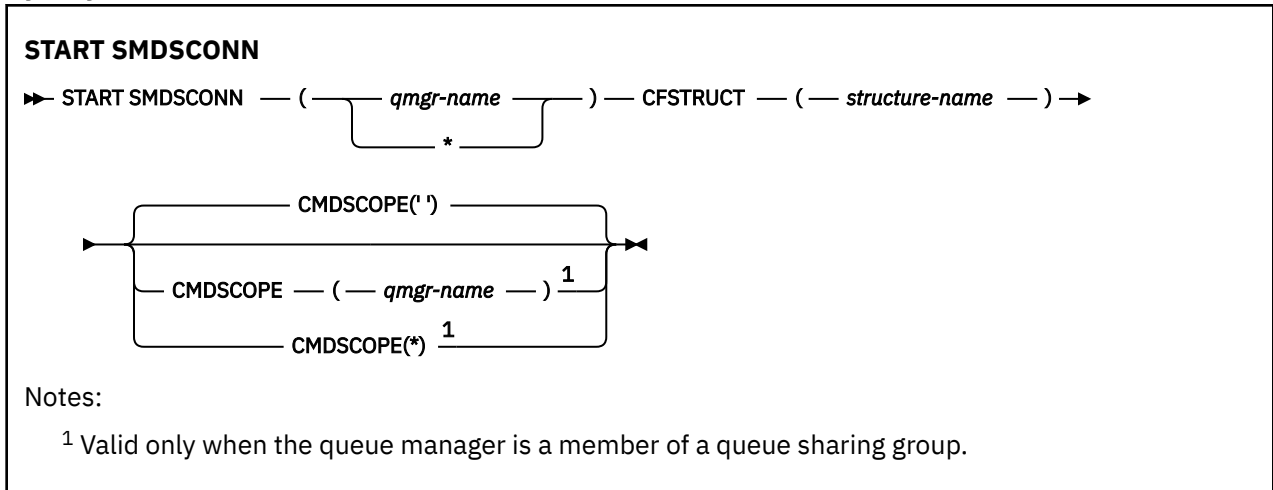 START SMDSCONN
START SMDSCONN ( qmgr-name ) CFSTRUCT ( structure-name )
*
CMDSCOPE(' ')
CMDSCOPE ( qmgr-name ) 1
CMDSCOPE(*) 1
Notes:
1 Valid only when the queue manager is a member of a queue sharing group.